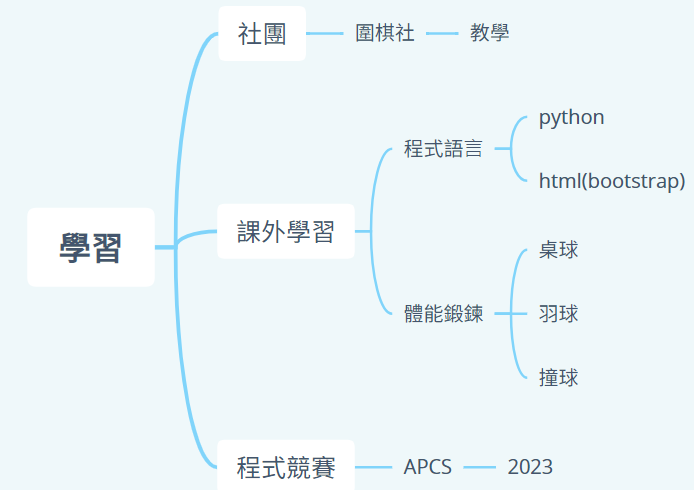 學習
社團
圍棋社
教學
課外學習
程式語言
python
html(bootstrap)
體能鍛鍊
桌球
羽球
撞球
程式競賽
APCS
2023